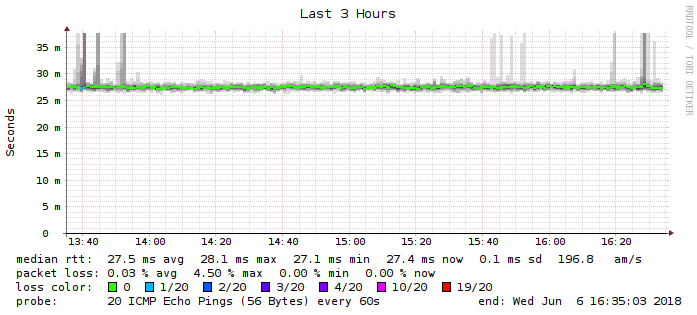 Last 3 Hours
RRDTOOL / TOBI OETIKER
Seconds
35 m
30 m
25 m
20 m
15 m
10 m
5 m
0
13:40 14:00 14:20 14:40 15:00 15:20 15:40 16:00 16:20
median rtt: 27.5 ms avg 28.1 ms max 27.1 ms min 27.4 ms now 0.1 ms sd 196.8 am/s
packet loss: 0.03 % avg 4.50 % max 0.00 % min 0.00 % now
loss color: 0 1/20 2/20 3/20 4/20 10/20 19/20
probe: 20 ICMP Echo Pings (56 Bytes) every 60s end: Wed Jun 6 16:35:03 2018